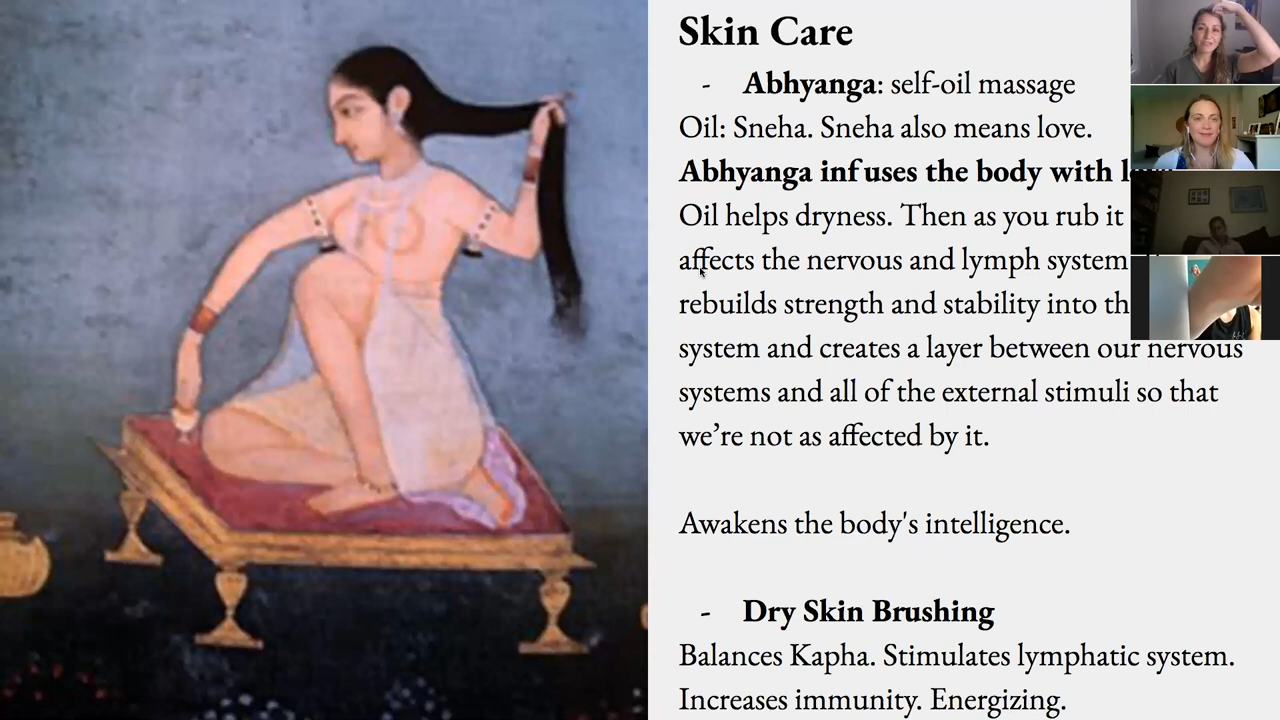 Skin Care
- Abhyanga: self-oil massage
Oil: Sneha. Sneha also means love.
Abhyanga infuses the body with
Oil helps dryness. Then as you rub it
affects the nervous and lymph system
rebuilds strength and stability into
system and creates a layer between our nervous
systems and all of the external stimuli so that
we’re not as affected by it.
Awakens the body's intelligence.
- Dry Skin Brushing
Balances Kapha. Stimulates lymphatic system.
Increases immunity. Energizing.